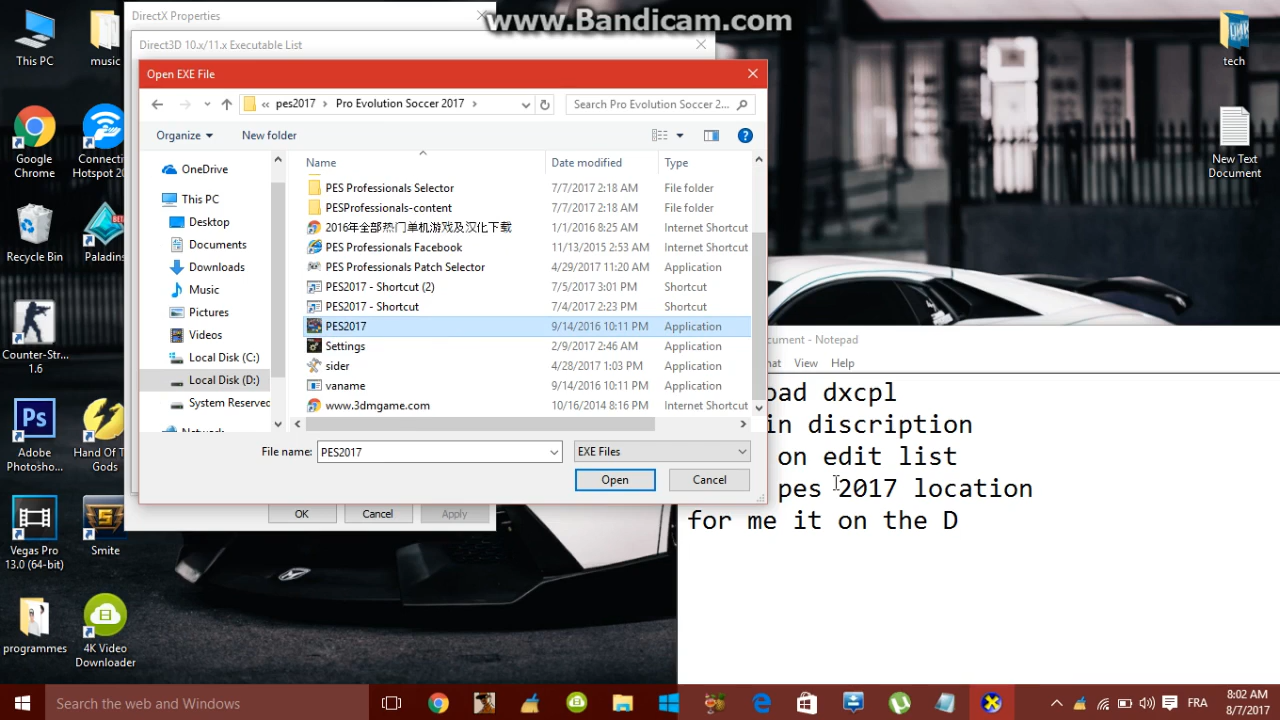 www.Bandicam.com
DirectX Properties
Direct3D 10.x/11.x Executable List
Open EXE File
« pes2017 › Pro Evolution Soccer 2017 ›
Search Pro Evolution Soccer 2...
Organize
New folder
Name Date modified Type
OneDrive
This PC
Desktop
Documents
Downloads
Music
Pictures
Videos
Local Disk (C:)
Local Disk (D:)
System Reserved
PES Professionals Selector 7/7/2017 2:18 AM File folder
PESProfessionals-content 7/7/2017 2:18 AM File folder
2016年全部热门单机游戏及汉化下载 1/1/2016 8:25 AM Internet Shortcut
PES Professionals Facebook 11/13/2015 2:53 AM Internet Shortcut
PES Professionals Patch Selector 4/29/2017 11:20 AM Application
PES2017 - Shortcut (2) 7/5/2017 3:01 PM Shortcut
PES2017 - Shortcut 7/4/2017 2:23 PM Shortcut
PES2017 9/14/2016 10:11 PM Application
Settings 2/9/2017 2:46 AM Application
sider 4/28/2017 1:03 PM Application
vaname 9/14/2016 10:11 PM Application
www.3dmgame.com 10/16/2014 8:16 PM Internet Shortcut
File name: PES2017
EXE Files
Open
Cancel
OK
Cancel
Apply
This PC
music
Google Chrome
Connecti
Hotspot 20
Recycle Bin
Paladins
Counter-Str...
1.6
Adobe
Photosho...
Hand Of T
Gods
Vegas Pro
13.0 (64-bit)
Smite
programmes
4K Video
Downloader
tech
New Text
Document
ocument - Notepad
mat View Help
oad dxcpl
in discription
on edit list
pes 2017 location
for me it on the D
Search the web and Windows
FRA
8:02 AM
8/7/2017